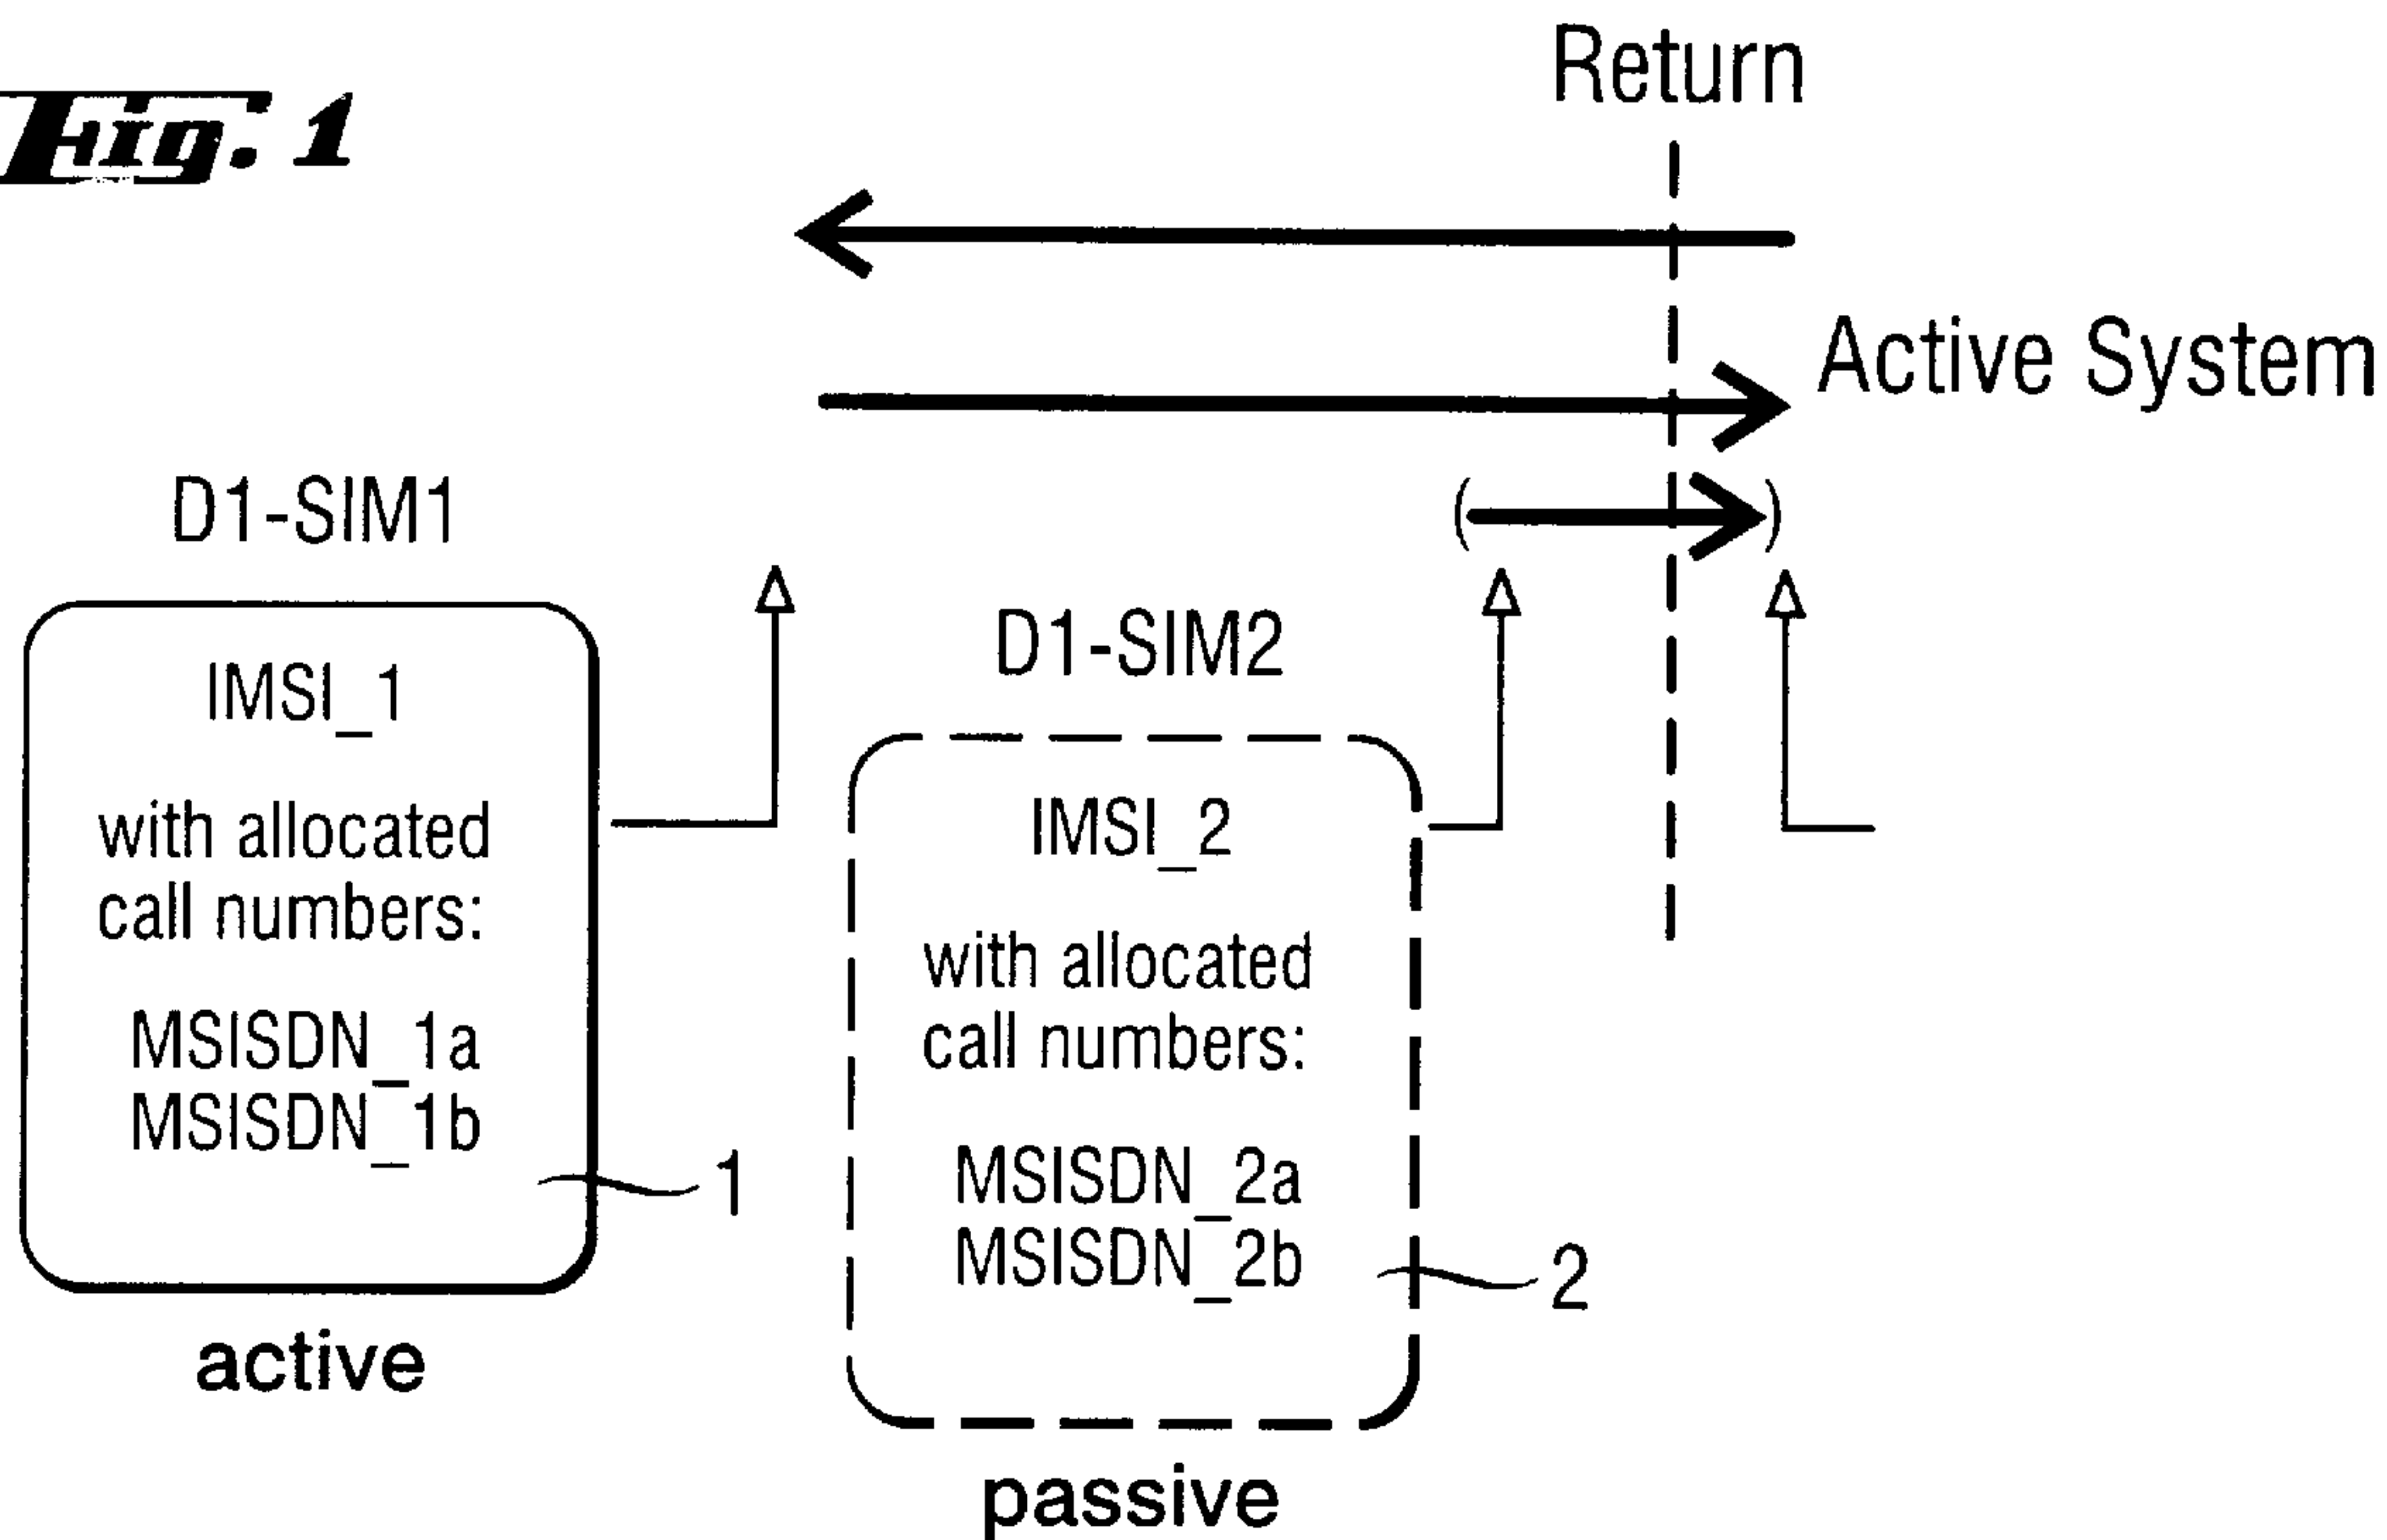 Fig. 1
Return
Active System
D1-SIM1
( )
IMSI_1
with allocated
call numbers:
MSISDN_1a
MSISDN_1b
1
active
D1-SIM2
IMSI_2
with allocated
call numbers:
MSISDN_2a
MSISDN_2b
2
passive